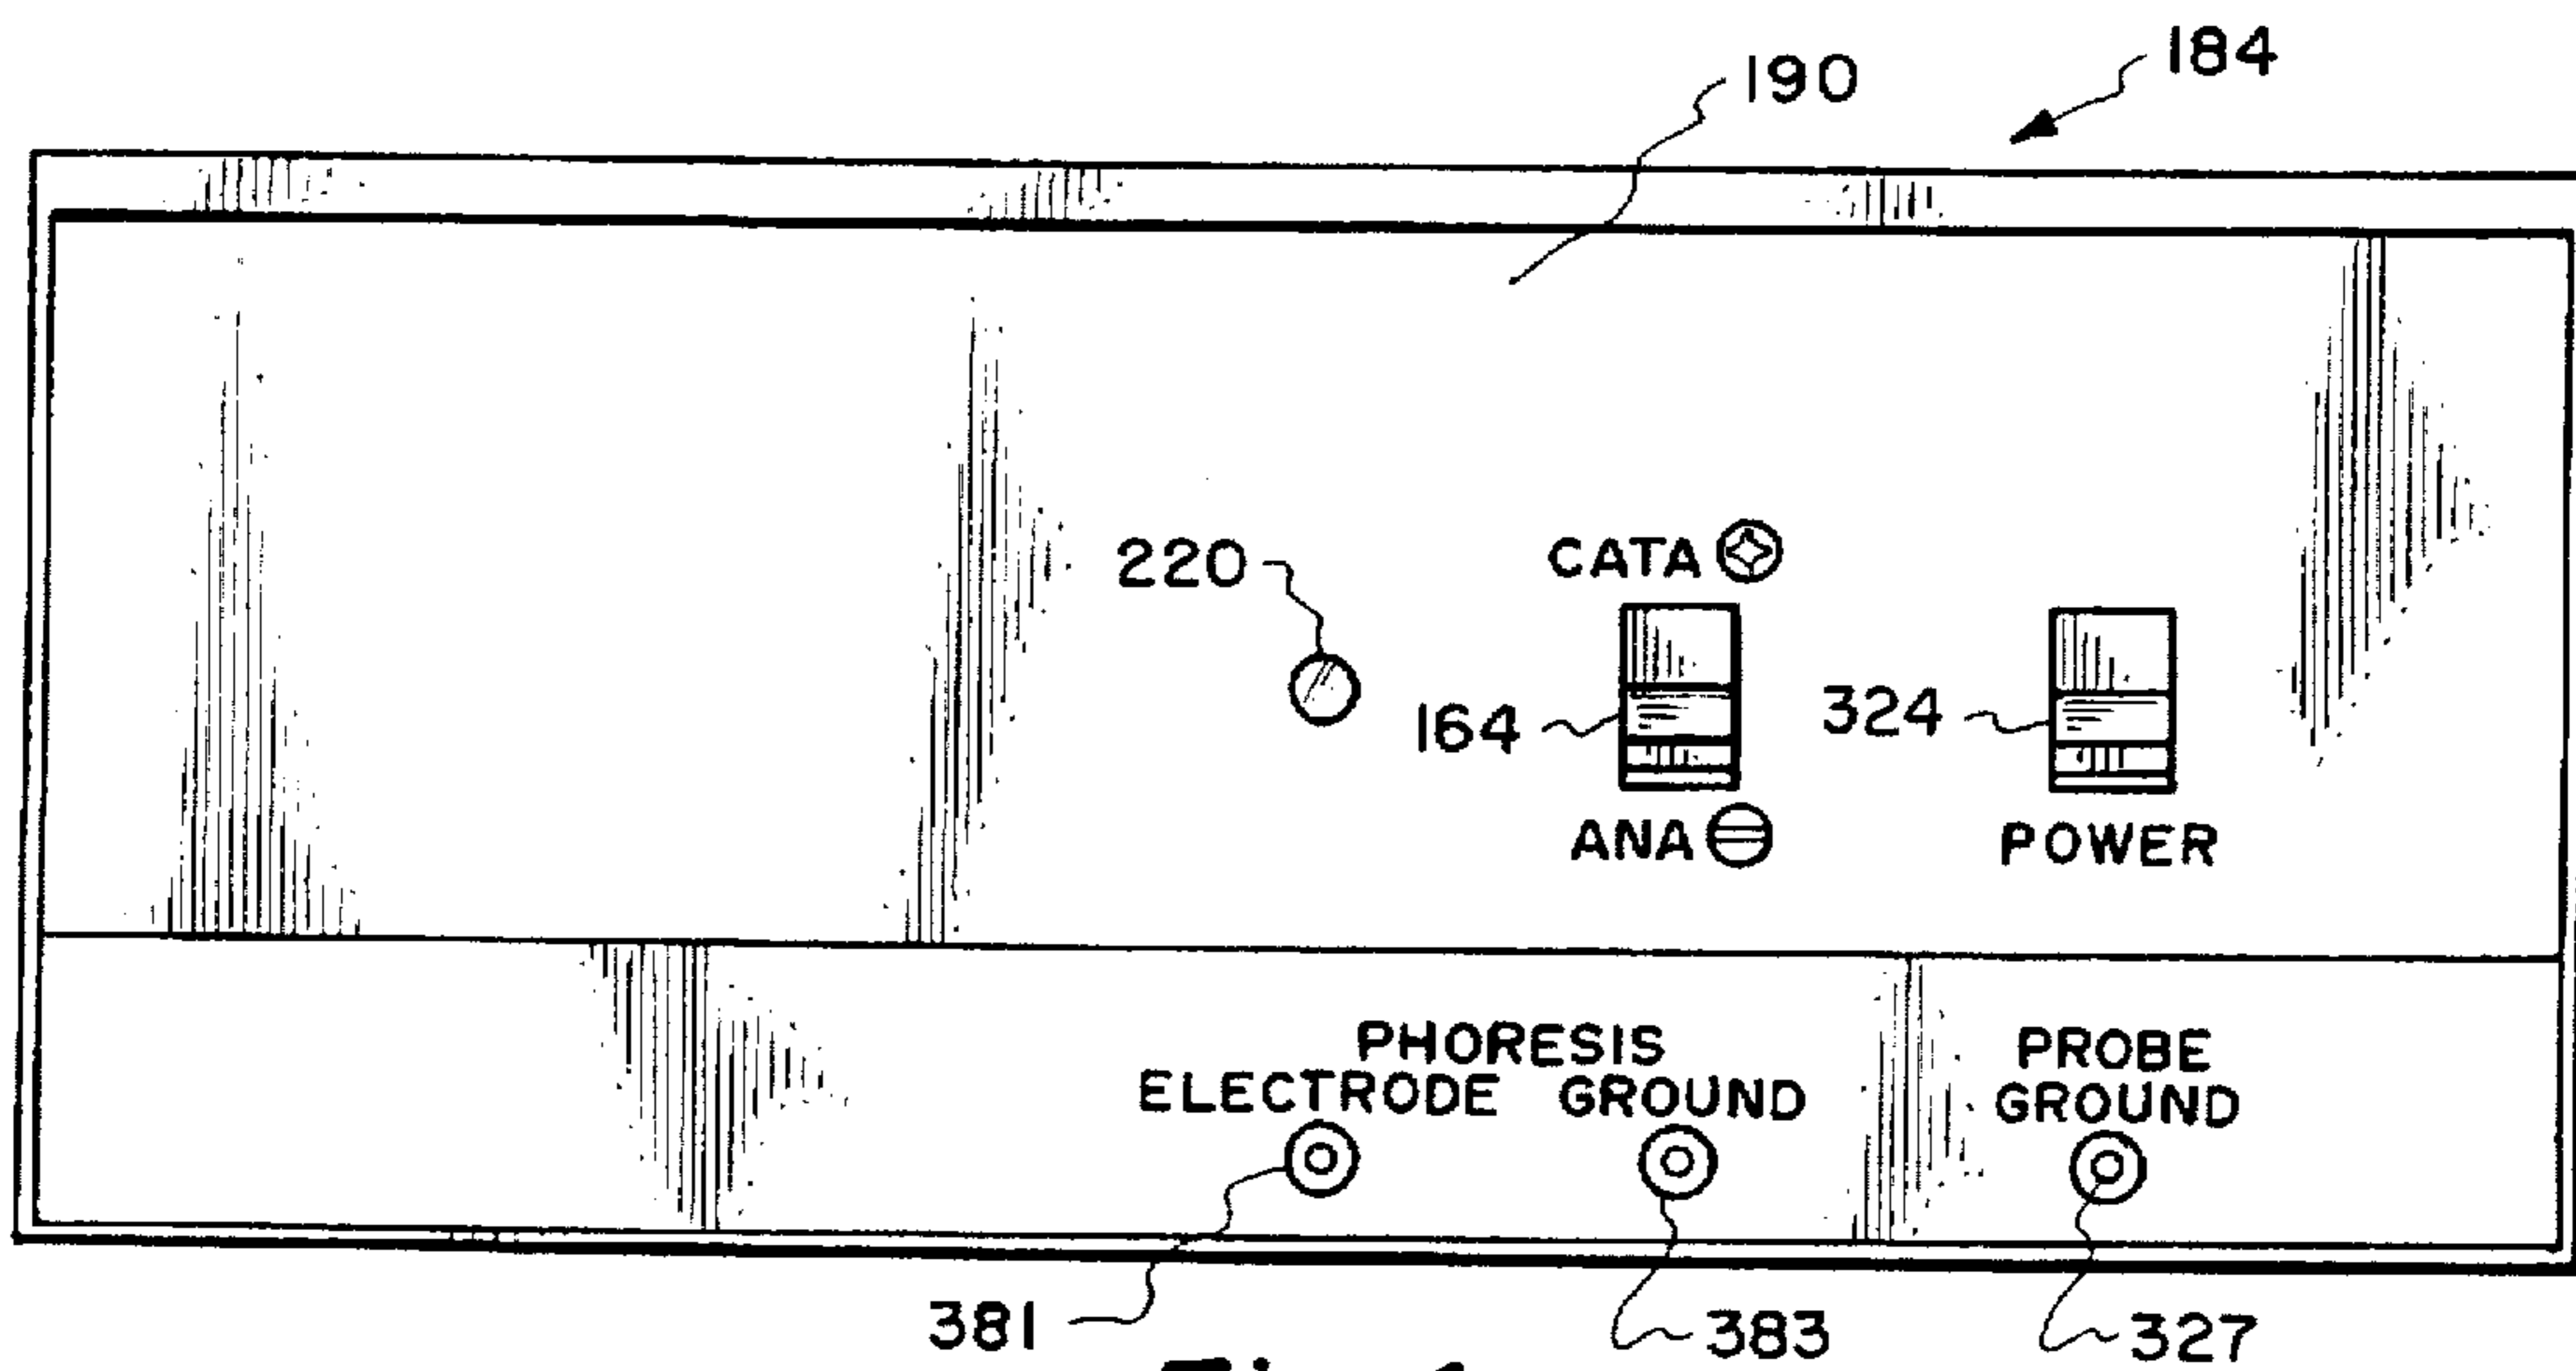 184
190
220
CATA
164
324
ANA
POWER
PHORESIS
ELECTRODE GROUND
PROBE
GROUND
381
383
327